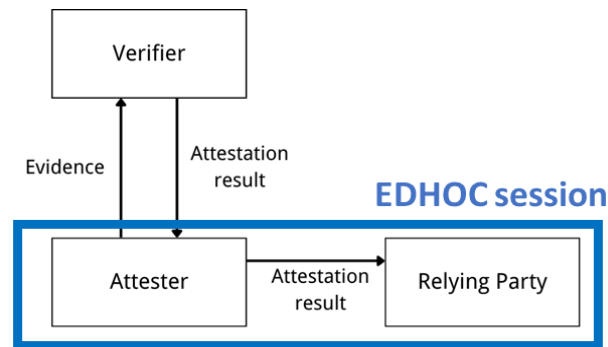 Verifier
Evidence
Attestation
result
EDHOC session
Attester
Attestation
result
Relying Party